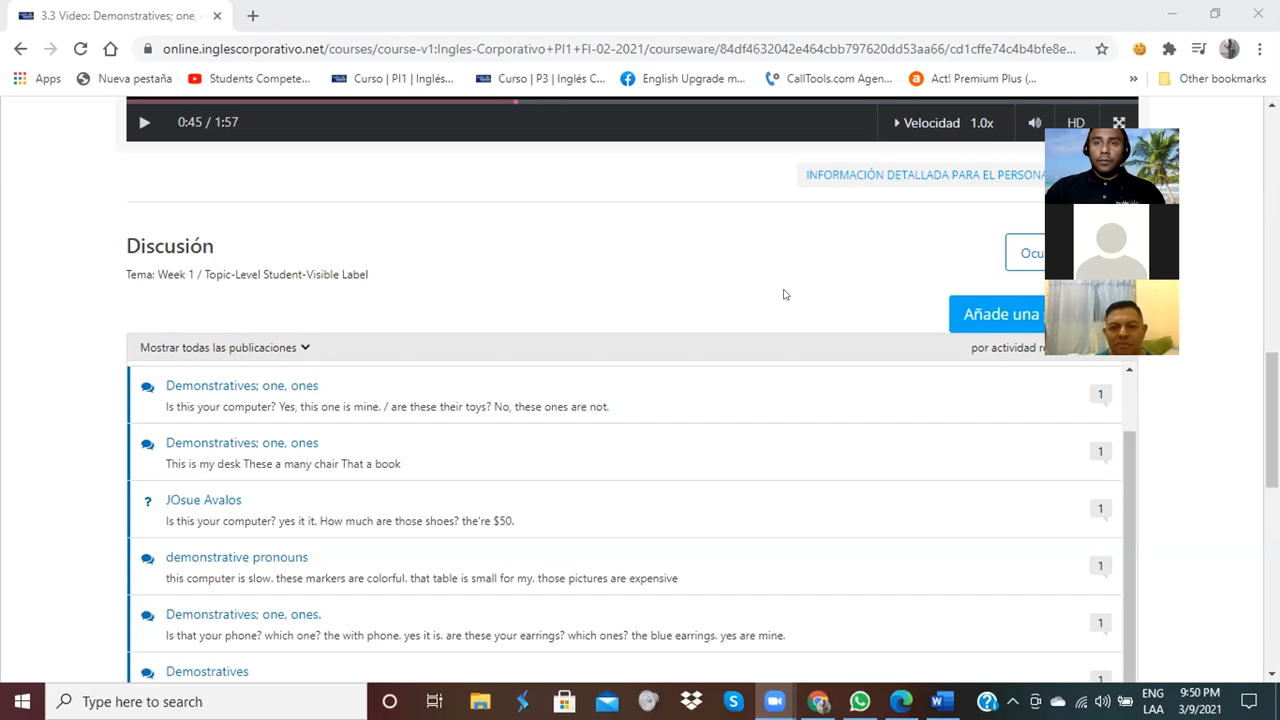 3.3 Video: Demonstratives; one,
online.inglescorporativo.net/courses/course-v1:Ingles-Corporativo+PI1+FI-02-2021/courseware/84df4632042e464cbb797620dd53aa66/cd1cffe74c4b4bfe8e...
Apps Nueva pestaña Students Compete... Curso | PI1 | Inglés... Curso | P3 | Inglés C... English Upgrade m... CallTools.com Agen... Act! Premium Plus (... » Other bookmarks
0:45 / 1:57 Velocidad 1.0x HD
INFORMACIÓN DETALLADA PARA EL PERSONA
Discusión
Ocu
Tema: Week 1 / Topic-Level Student-Visible Label
Añade una
Mostrar todas las publicaciones por actividad re
Demonstratives; one, ones
1
Is this your computer? Yes, this one is mine. / are these their toys? No, these ones are not.
Demonstratives; one, ones
1
This is my desk These a many chair That a book
? JOsue Avalos
1
Is this your computer? yes it it. How much are those shoes? the're $50.
demonstrative pronouns
1
this computer is slow. these markers are colorful. that table is small for my. those pictures are expensive
Demonstratives; one, ones.
1
Is that your phone? which one? the with phone. yes it is. are these your earrings? which ones? the blue earrings. yes are mine.
Demostratives
1
Type here to search
ENG
LAA
9:50 PM
3/9/2021